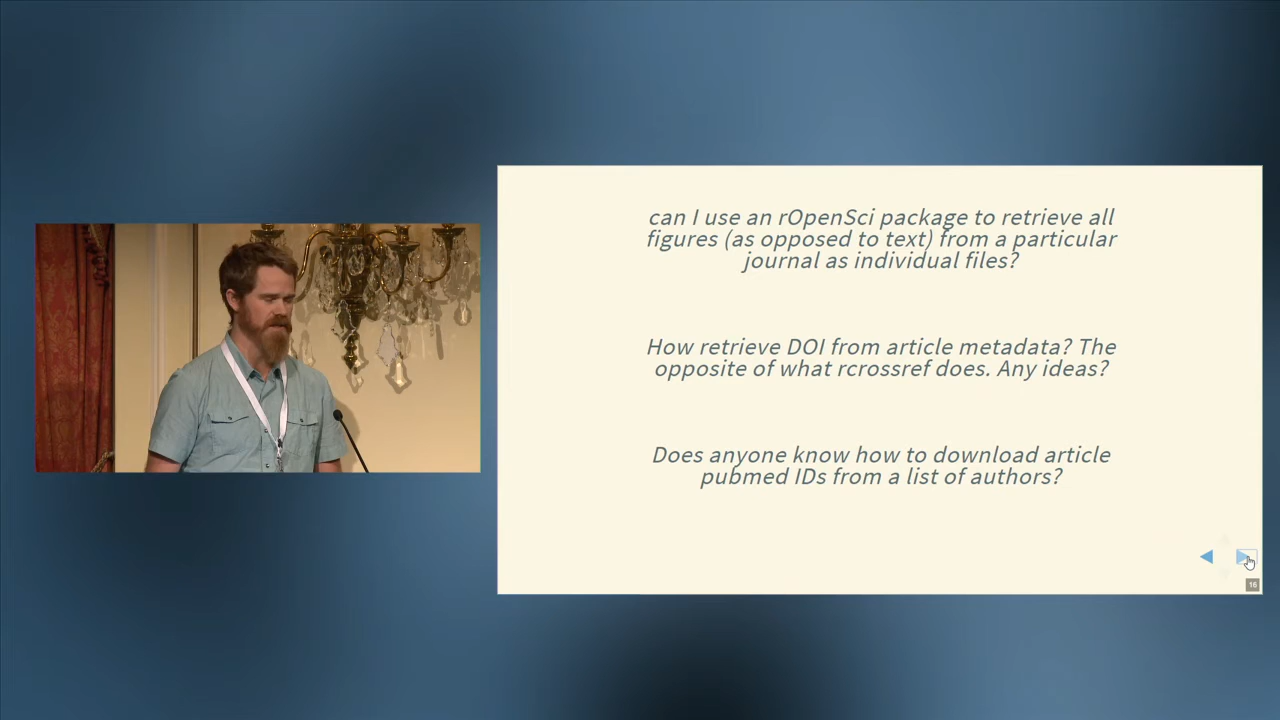 can I use an rOpenSci package to retrieve all
figures (as opposed to text) from a particular
journal as individual files?
How retrieve DOI from article metadata? The
opposite of what rcrossref does. Any ideas?
Does anyone know how to download article
pubmed IDs from a list of authors?
16